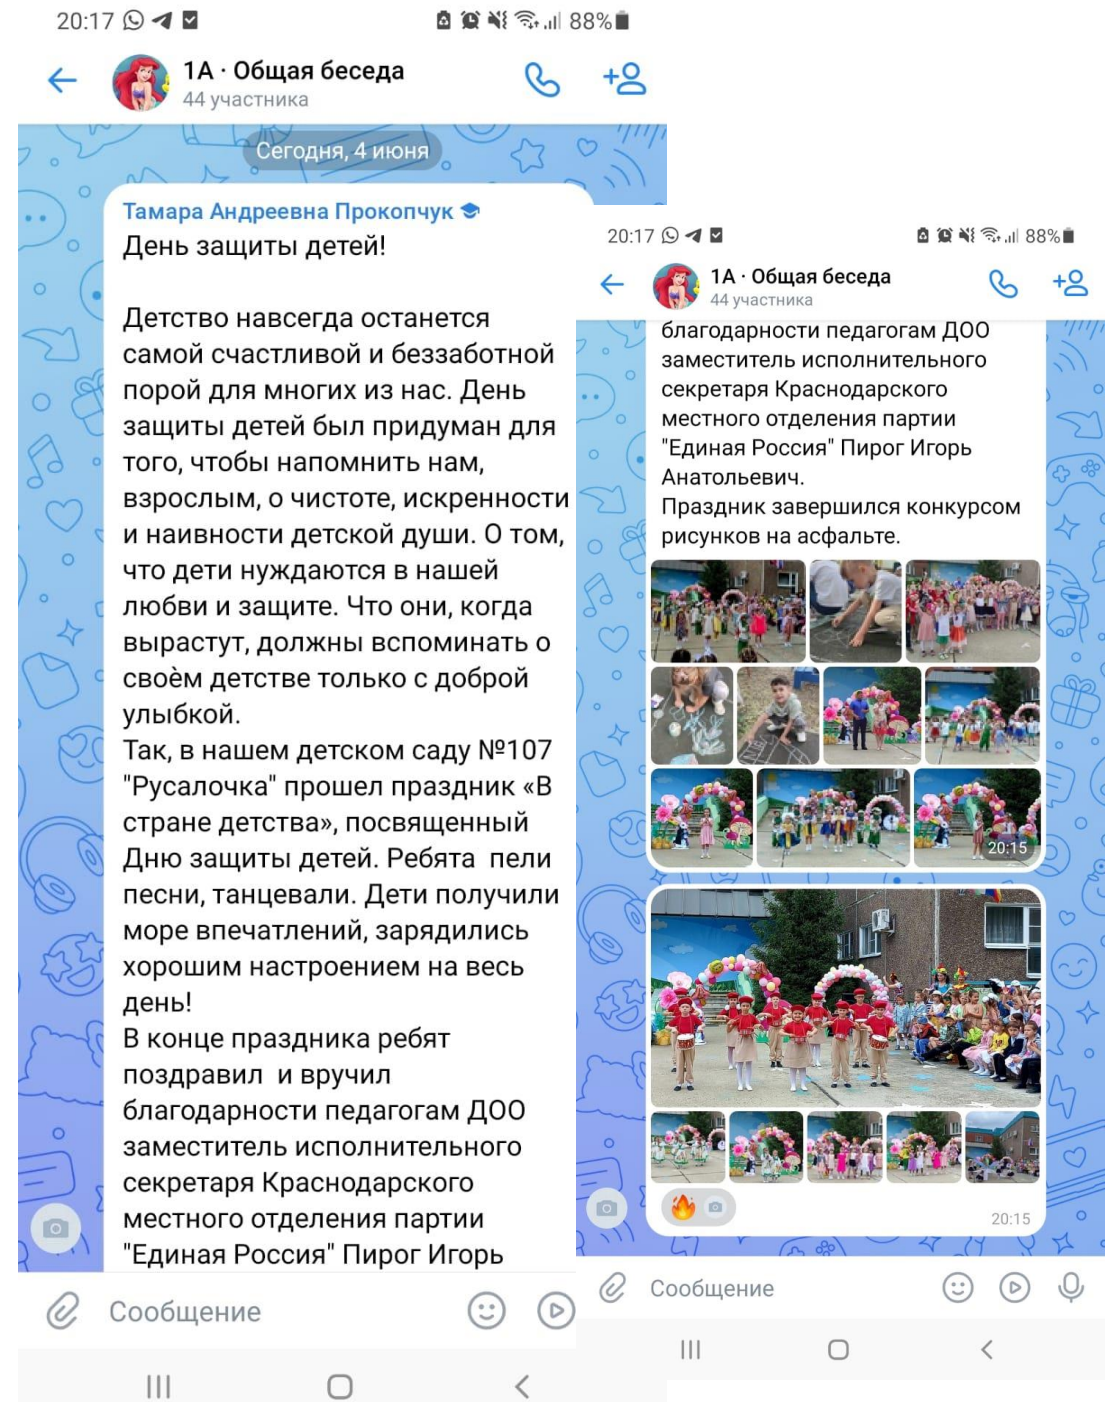 20:17
88%
1А · Общая беседа
44 участника
Сегодня, 4 июня
Тамара Андреевна Прокопчук
День защиты детей!
Детство навсегда останется
самой счастливой и беззаботной
порой для многих из нас. День
защиты детей был придуман для
того, чтобы напомнить нам,
взрослым, о чистоте, искренности
и наивности детской души. О том,
что дети нуждаются в нашей
любви и защите. Что они, когда
вырастут, должны вспоминать о
своѐм детстве только с доброй
улыбкой.
Так, в нашем детском саду №107
"Русалочка" прошел праздник «В
стране детства», посвященный
Дню защиты детей. Ребята  пели
песни, танцевали. Дети получили
море впечатлений, зарядились
хорошим настроением на весь
день!
В конце праздника ребят
поздравил  и вручил
благодарности педагогам ДОО
заместитель исполнительного
секретаря Краснодарского
местного отделения партии
"Единая Россия" Пирог Игорь
Сообщение
20:17
88%
1А · Общая беседа
44 участника
благодарности педагогам ДОО
заместитель исполнительного
секретаря Краснодарского
местного отделения партии
"Единая Россия" Пирог Игорь
Анатольевич.
Праздник завершился конкурсом
рисунков на асфальте.
20:15
20:15
Сообщение